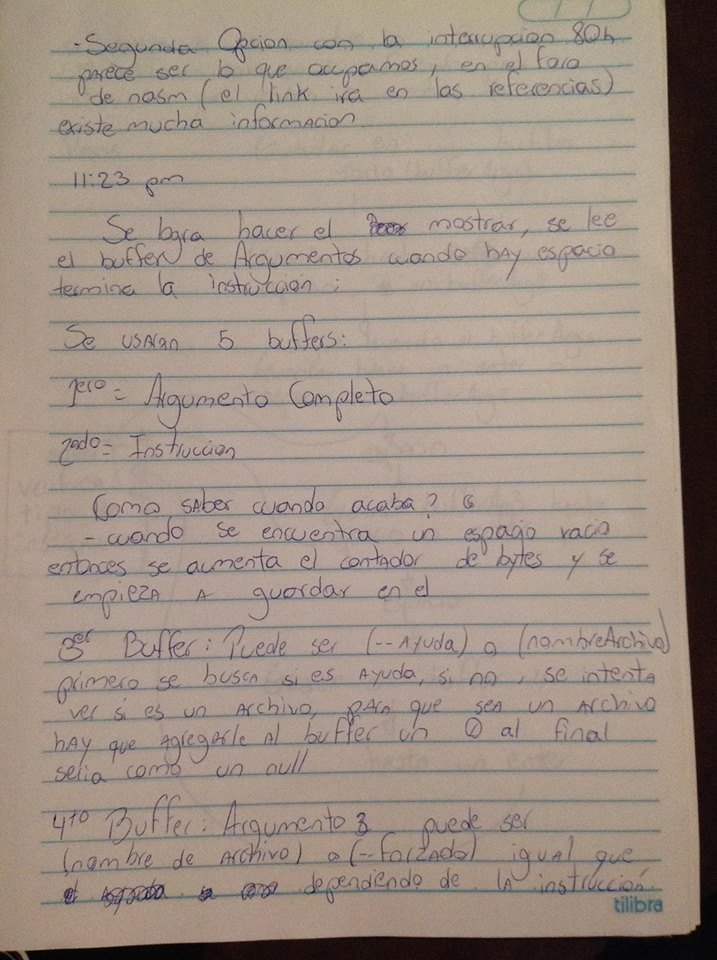 -Segunda Opcion con la interrupcion 80h
parece ser lo que ocupamos, en el foro
de nasm (el link ira en las referencias)
existe mucha informacion
11:23 pm
Se logra hacer el mostrar, se lee
el buffer de Argumentos cuando hay espacio
termina la instruccion.
Se usaran 5 buffers:
1ero = Argumento Completo
2ndo = Instruccion
Como saber cuando acaba?
- cuando se encuentra un espacio vacio
entonces se aumenta el contador de bytes y se
empieza a guardar en el
3er Buffer: Puede ser (--Ayuda) o (nombreArchivo)
primero se busca si es Ayuda, si no, se intenta
ver si es un Archivo, para que sea un Archivo
hay que agregarle al buffer un 0 al final
seria como un null
4to Buffer: Argumento 3 puede ser
(nombre de Archivo) o (--forzado) igual que
dependendo de la instrucción.
tilibra